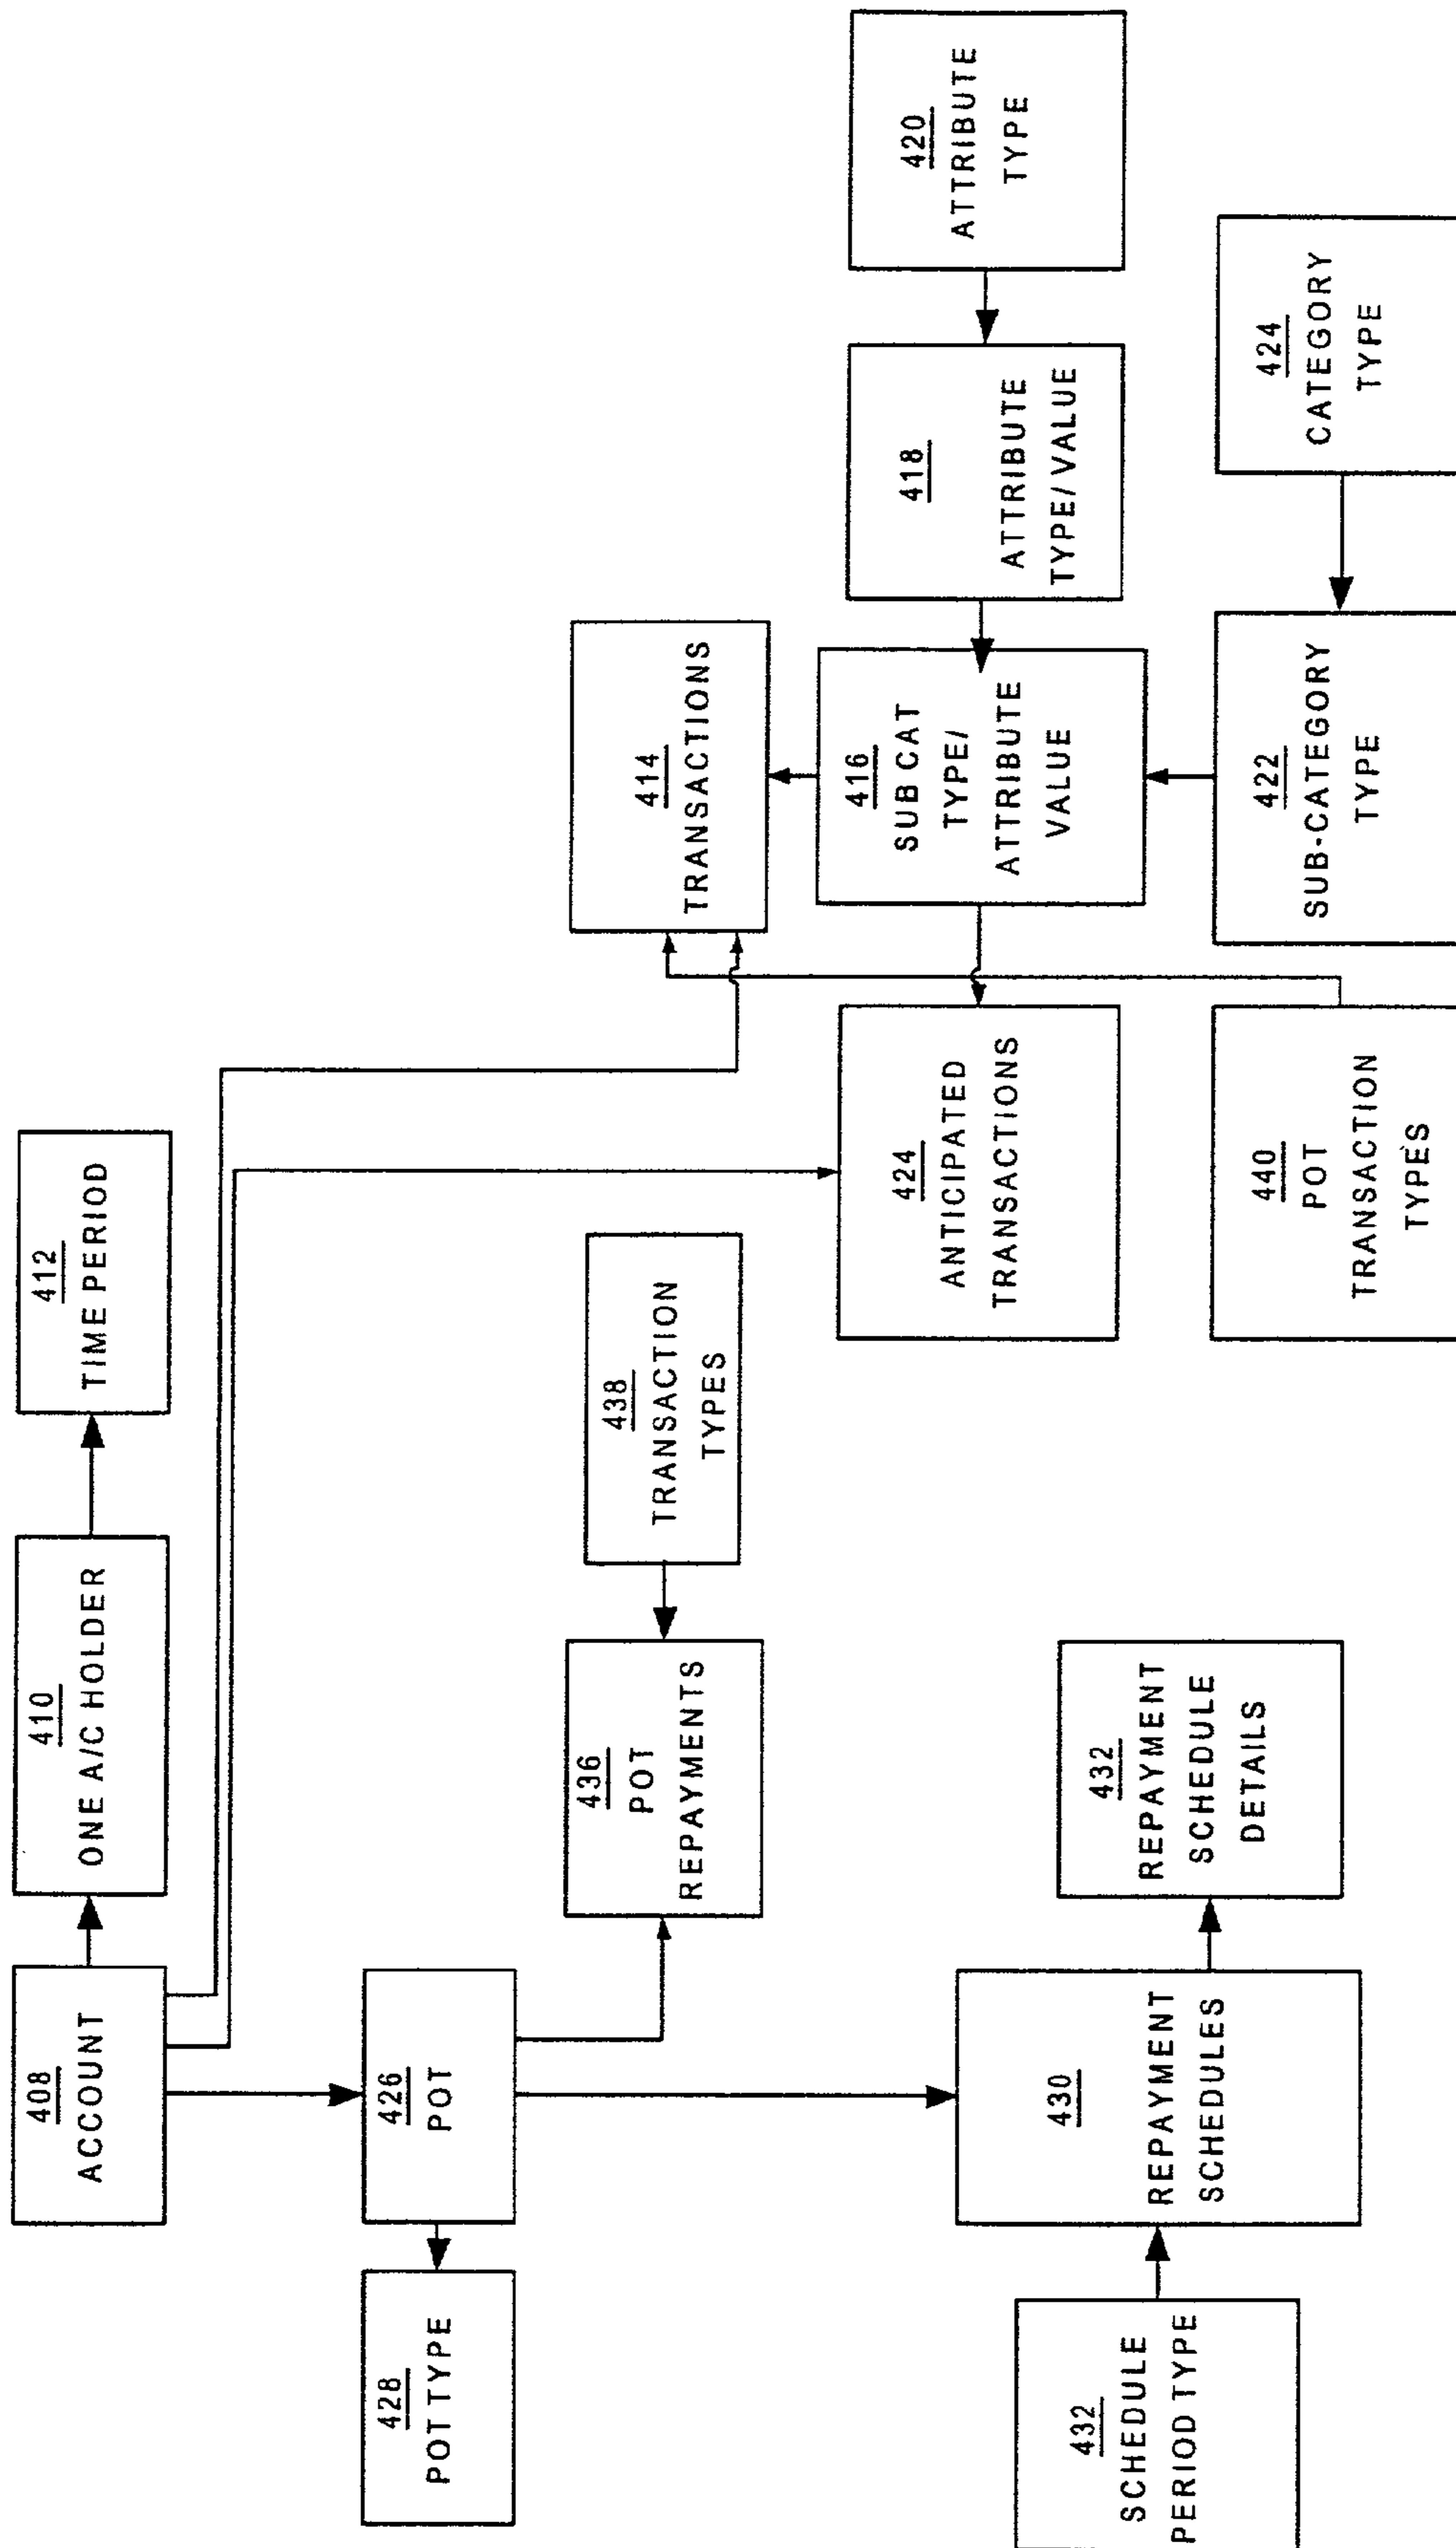 408
ACCOUNT
410
ONE A/C HOLDER
412
TIME PERIOD
428
POT TYPE
426
POT
436
POT
REPAYMENTS
438
TRANSACTION
TYPES
414
TRANSACTIONS
424
ANTICIPATED
TRANSACTIONS
416
SUB CAT
TYPE/
ATTRIBUTE
VALUE
418
ATTRIBUTE
TYPE/VALUE
420
ATTRIBUTE
TYPE
432
SCHEDULE
PERIOD TYPE
430
REPAYMENT
SCHEDULES
432
REPAYMENT
SCHEDULE
DETAILS
440
POT
TRANSACTION
TYPES
422
SUB-CATEGORY
TYPE
424
CATEGORY
TYPE